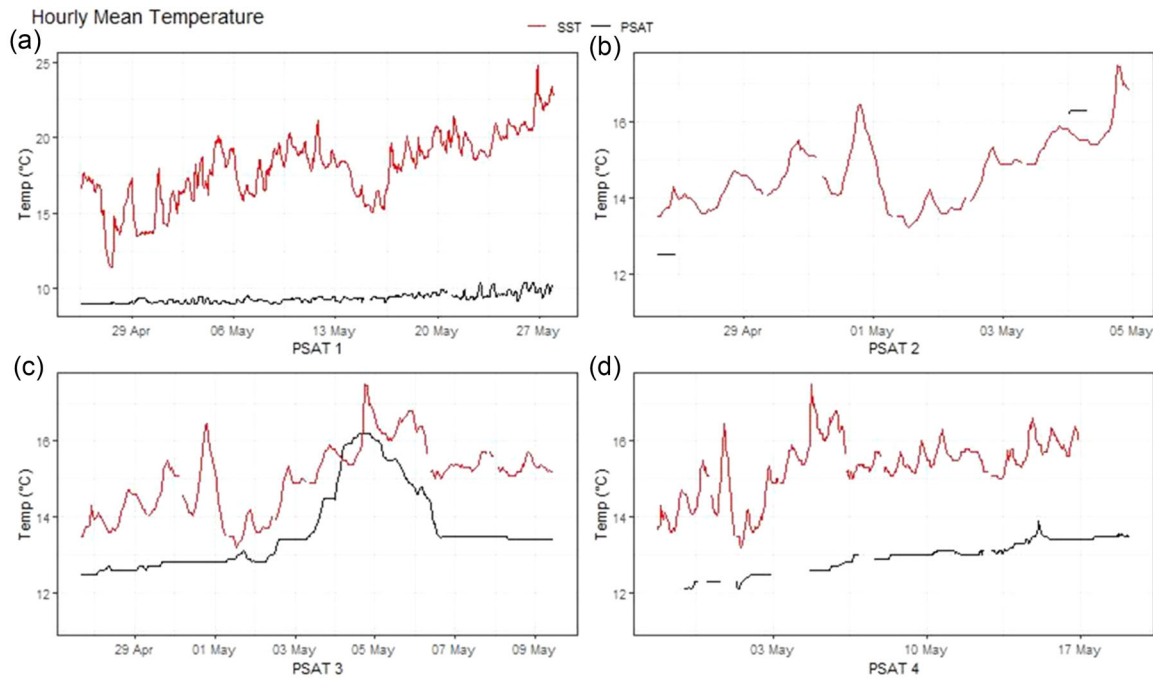 Hourly Mean Temperature
SST PSAT
(a)
25
20
15
10
Temp (°C)
29 Apr 06 May 13 May 20 May 27 May
PSAT 1
(b)
16
14
12
Temp (°C)
29 Apr 01 May 03 May 05 May
PSAT 2
(c)
16
14
12
Temp (°C)
29 Apr 01 May 03 May 05 May 07 May 09 May
PSAT 3
(d)
16
14
12
Temp (°C)
03 May 10 May 17 May
PSAT 4